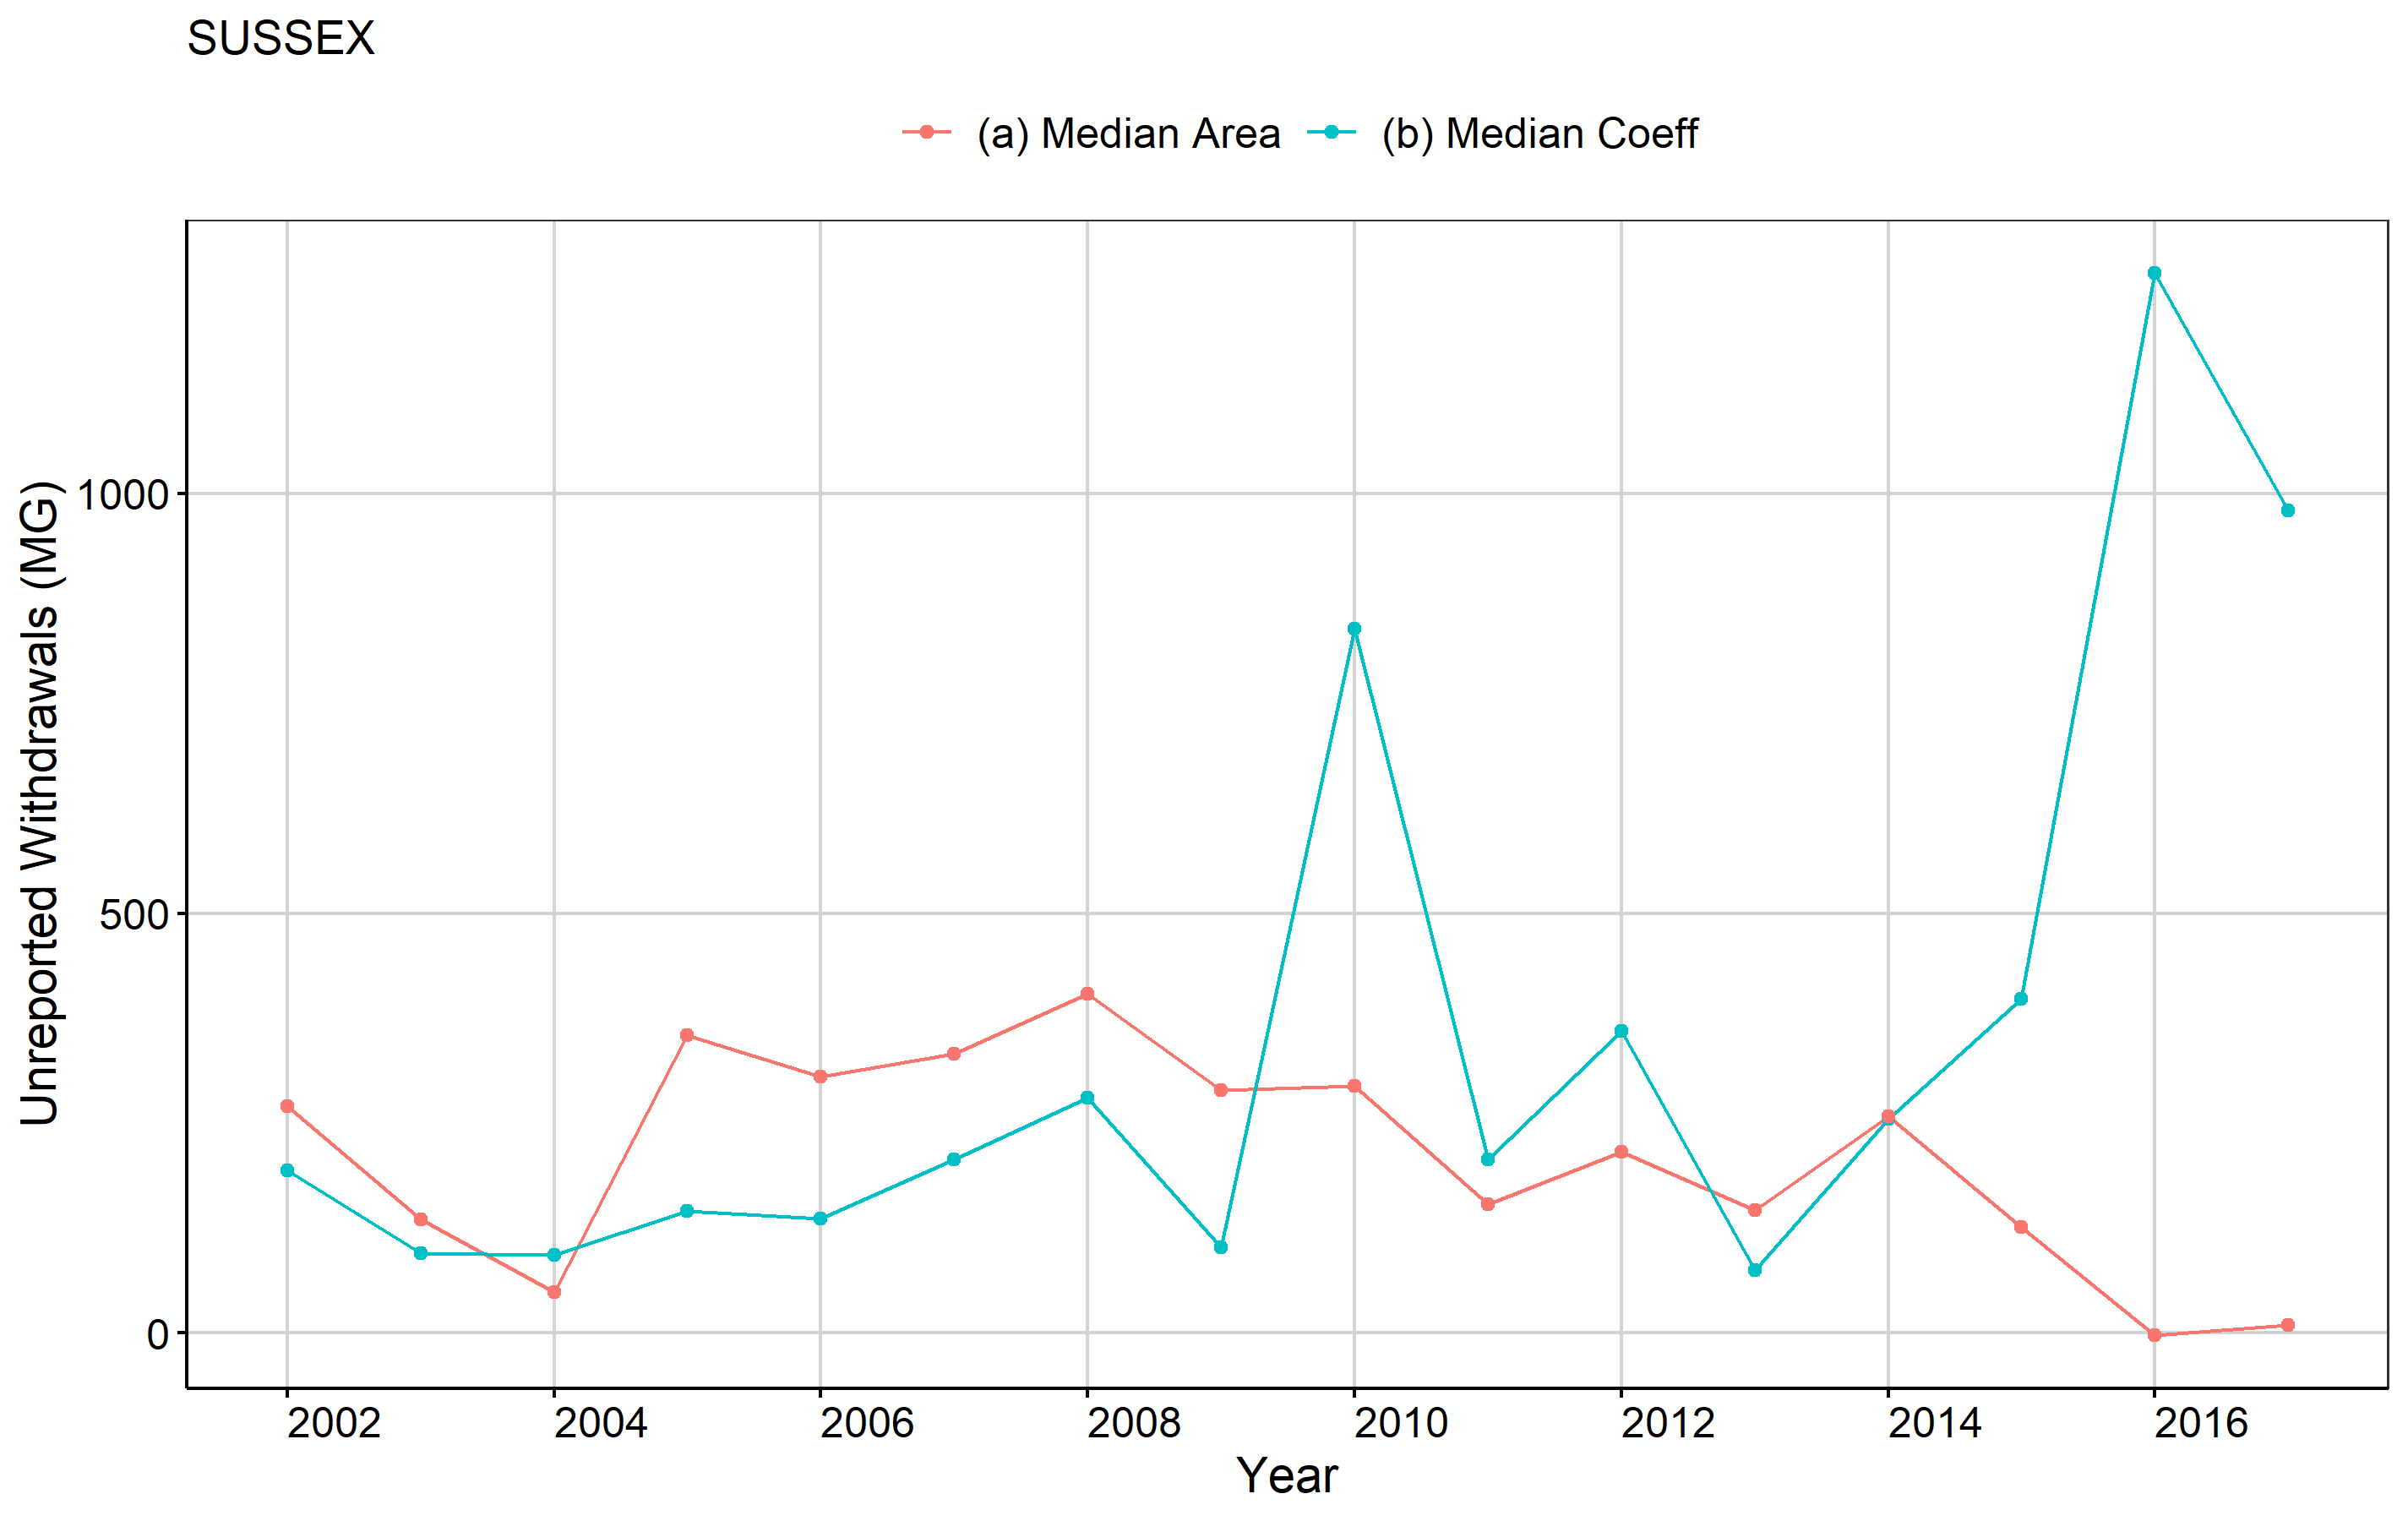 SUSSEX
(a) Median Area (b) Median Coeff
Unreported Withdrawals (MG)
1000
500
0
2002 2004 2006 2008 2010 2012 2014 2016
Year